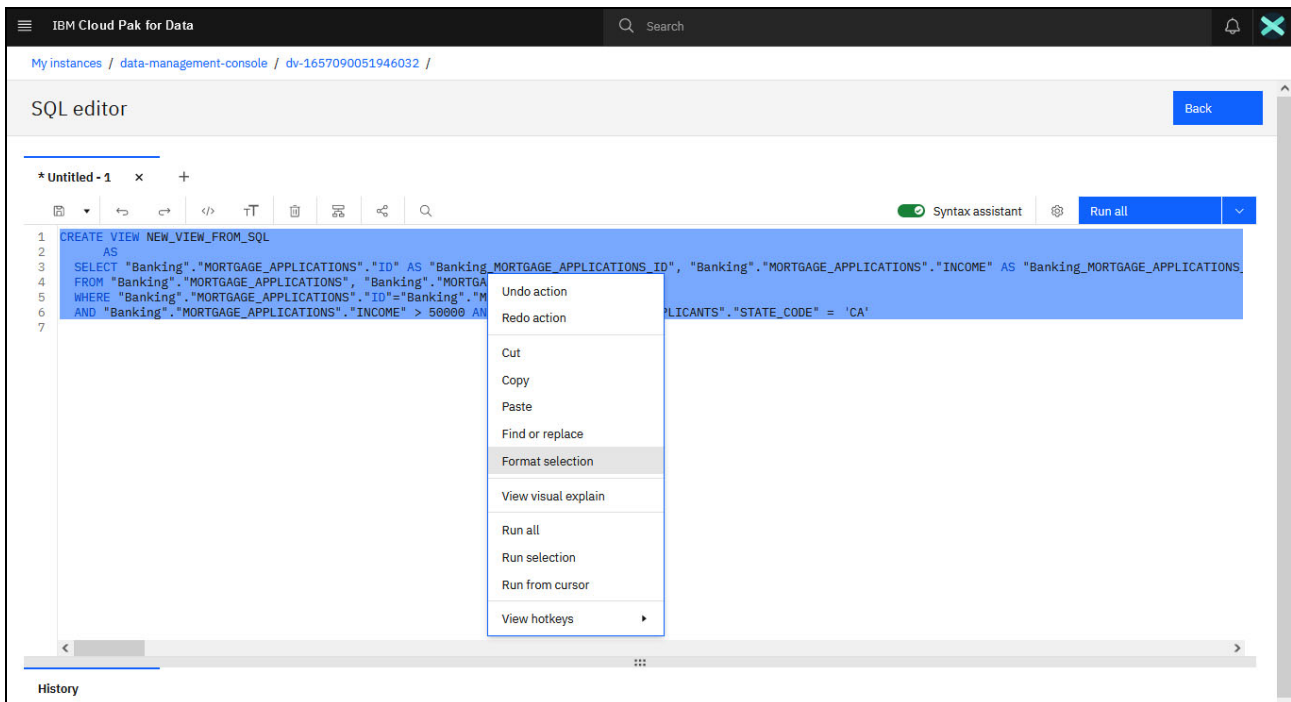 IBM Cloud Pak for Data
Search
My instances / data-management-console / dv-1657090051946032 /
SQL editor
Back
* Untitled - 1 × +
</> TT Syntax assistant Run all
1 CREATE VIEW NEW_VIEW_FROM_SQL
2 AS
3 SELECT "Banking"."MORTGAGE_APPLICATIONS"."ID" AS "Banking_MORTGAGE_APPLICATIONS_ID", "Banking"."MORTGAGE_APPLICATIONS"."INCOME" AS "Banking_MORTGAGE_APPLICATIONS_
4 FROM "Banking"."MORTGAGE_APPLICATIONS", "Banking"."MORTGA
5 WHERE "Banking"."MORTGAGE_APPLICATIONS"."ID"="Banking"."M
6 AND "Banking"."MORTGAGE_APPLICATIONS"."INCOME" > 50000 AN PLICANTS"."STATE_CODE" = 'CA'
7
Undo action
Redo action
Cut
Copy
Paste
Find or replace
Format selection
View visual explain
Run all
Run selection
Run from cursor
View hotkeys
History